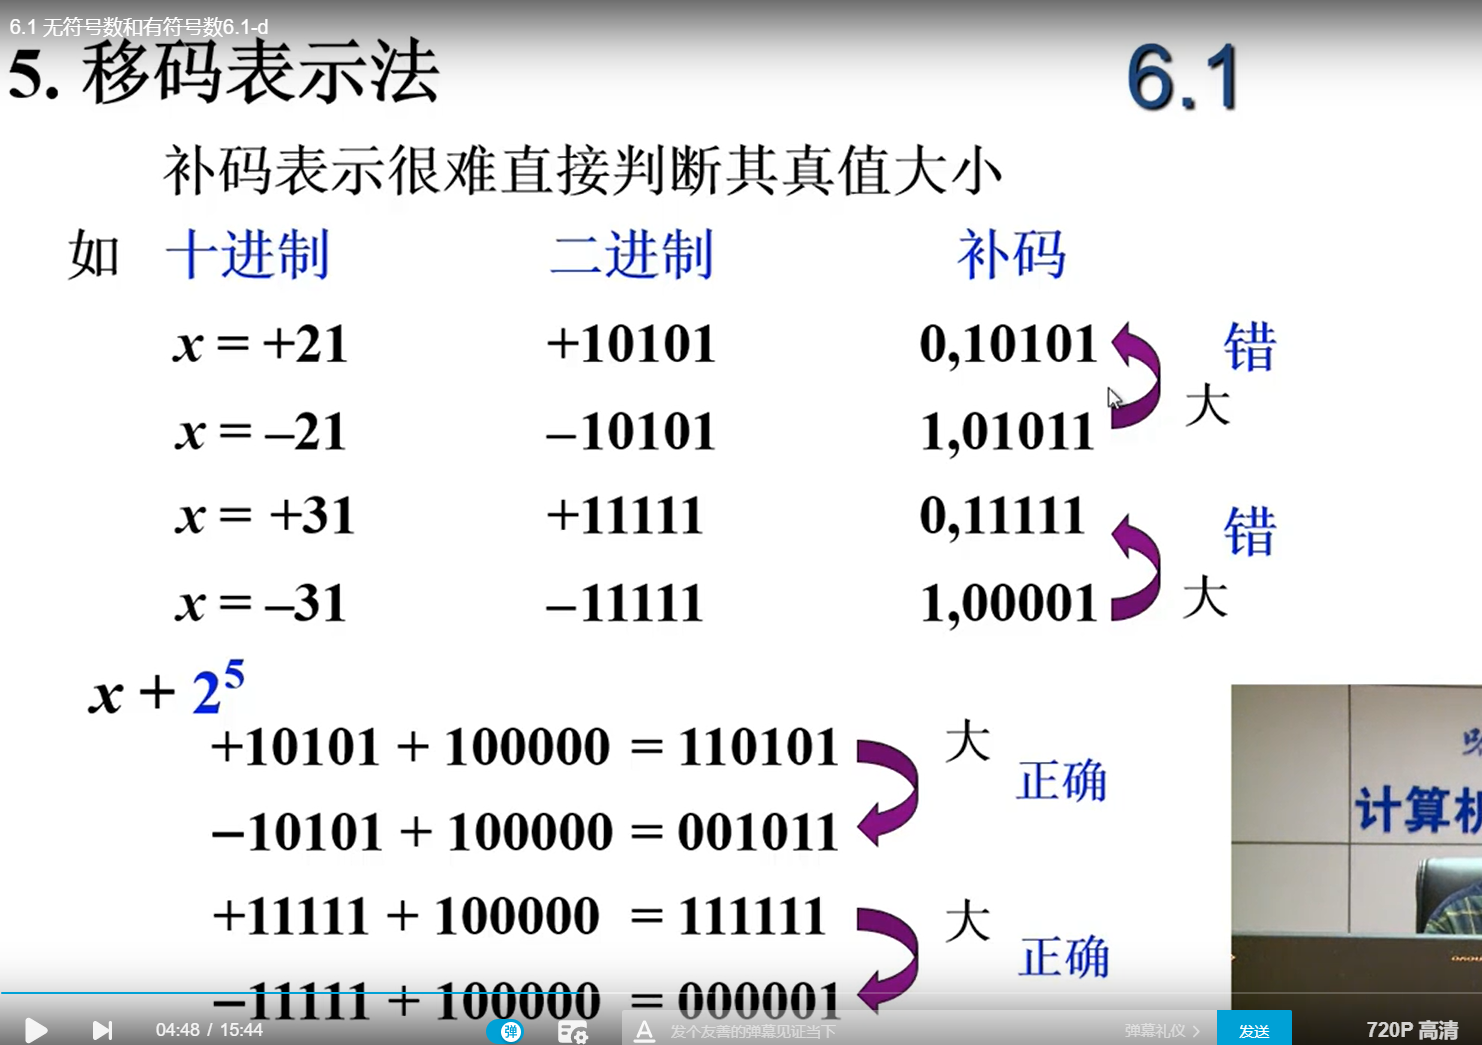 6.1 无符号数和有符号数6.1-d
5. 移码表示法 6.1
补码表示很难直接判断其真值大小
如 十进制 二进制 补码
x = +21 +10101 0,10101 错
大
x = –21 –10101 1,01011
x = +31 +11111 0,11111 错
x = –31 –11111 1,00001 大
x + 2⁵
+10101 + 100000 = 110101 大
正确
–10101 + 100000 = 001011
+11111 + 100000 = 111111 大
正确
–11111 + 100000 = 000001
计算机
04:48 / 15:44 弹 A 发个友善的弹幕见证当下 弹幕礼仪 > 发送 720P 高清